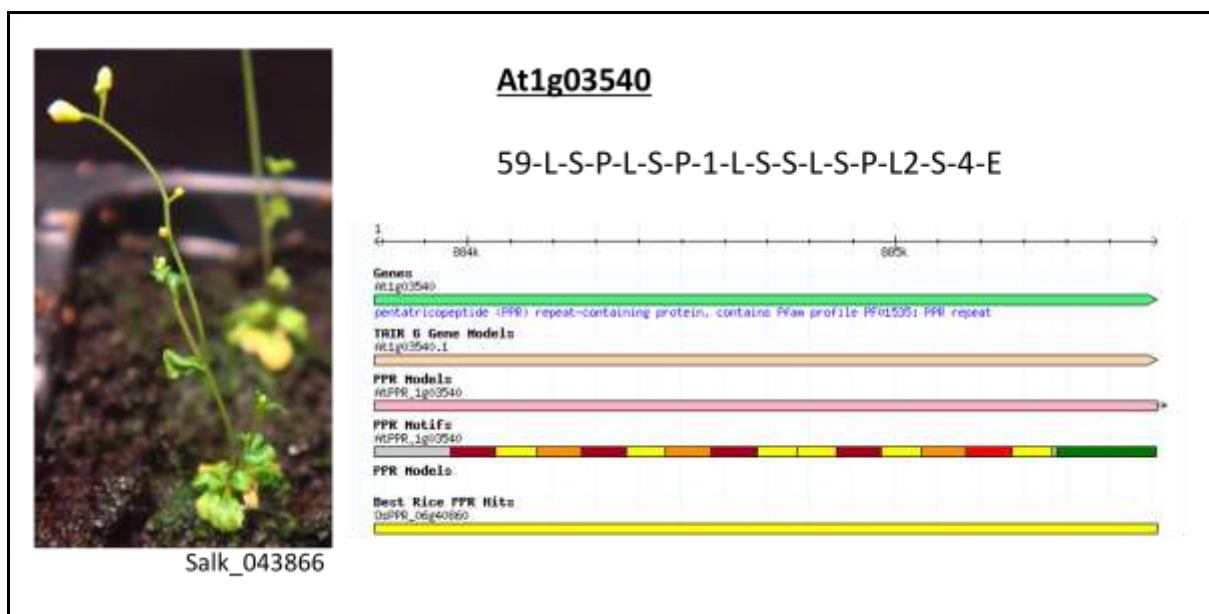 At1g03540
59-L-S-P-L-S-P-1-L-S-S-L-S-P-L2-S-4-E
1
884k 885k
Genes
At1g03540
pentatricopeptide (PPR) repeat-containing protein, contains Pfam profile PF01535: PPR repeat
TAIR 6 Gene Models
At1g03540.1
PPR Models
AtPPR_1g03540
PPR Motifs
AtPPR_1g03540
PPR Models
Best Rice PPR Hits
OsPPR_06g40860
Salk_043866